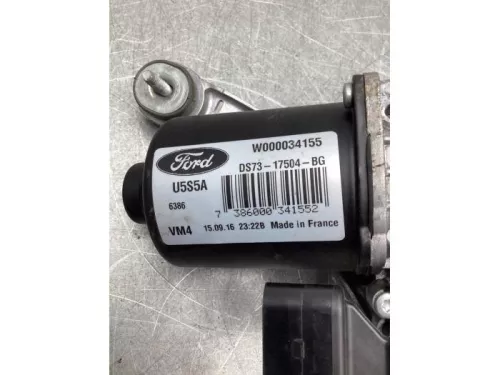 Ford
W000034155
DS73-17504-BG
U5S5A
6386
7 386000 341552
VM4 15.09.16 23:22B Made in France